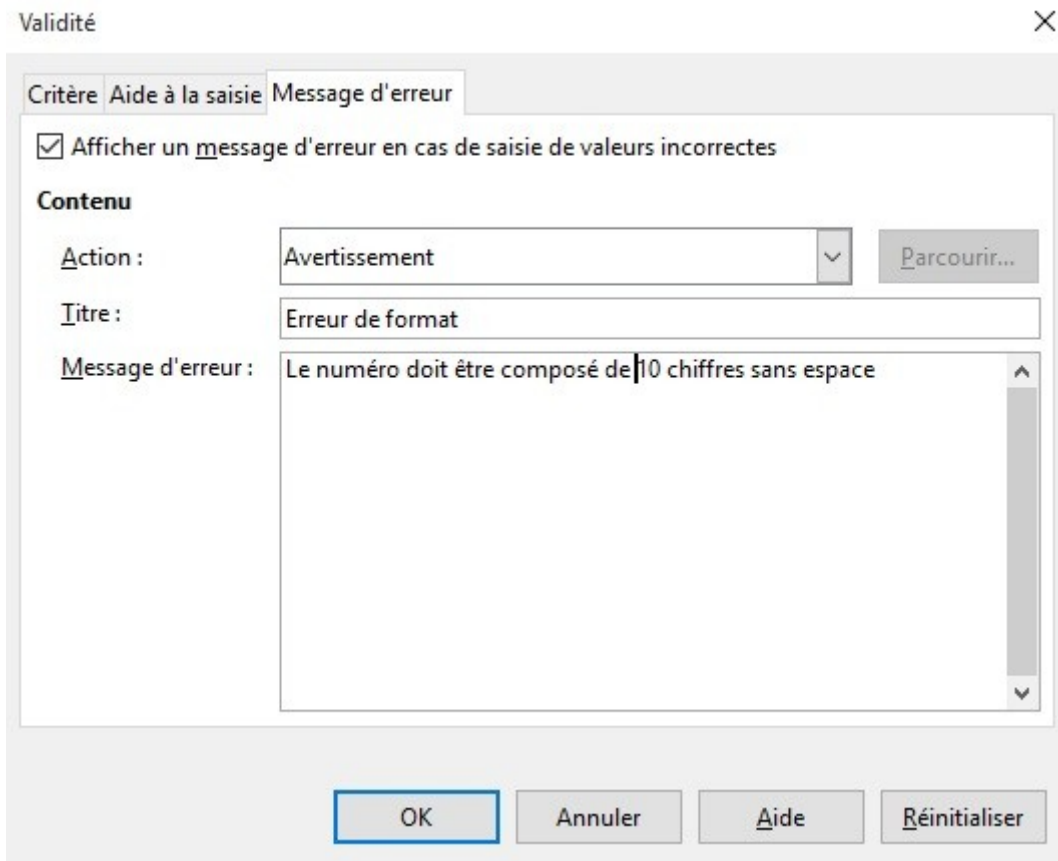 Validité
Critère Aide à la saisie Message d'erreur
Afficher un message d'erreur en cas de saisie de valeurs incorrectes
Contenu
Action : Avertissement Parcourir...
Titre : Erreur de format
Message d'erreur : Le numéro doit être composé de 10 chiffres sans espace
OK Annuler Aide Réinitialiser